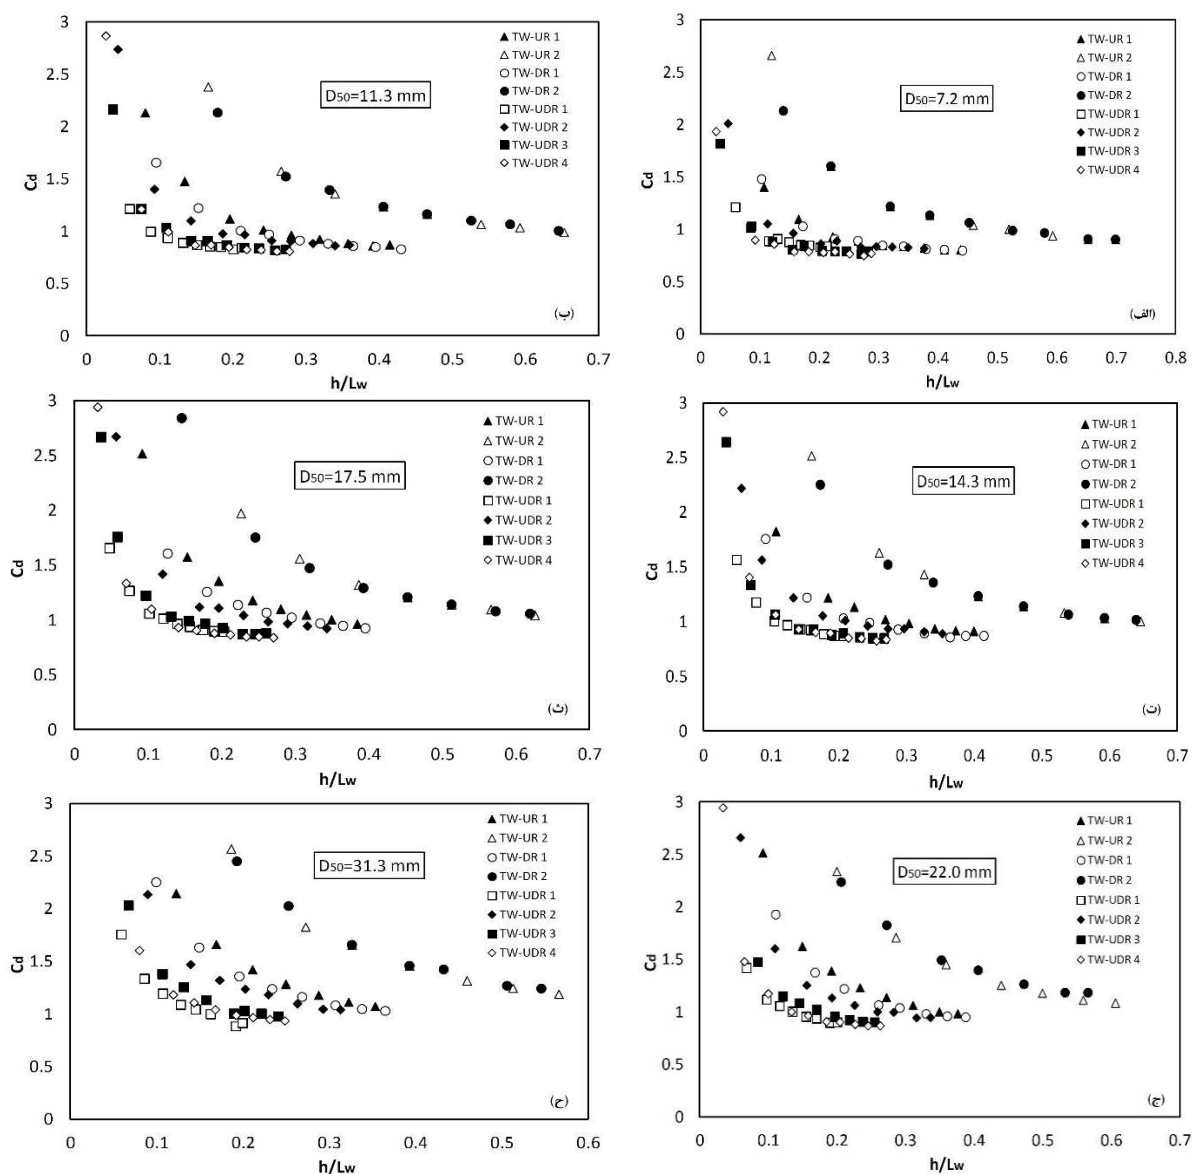 3
2.5
2
1.5
1
0.5
0
Cd
D50=11.3 mm
▲ TW-UR 1
△ TW-UR 2
○ TW-DR 1
● TW-DR 2
□ TW-UDR 1
◆ TW-UDR 2
■ TW-UDR 3
◇ TW-UDR 4
(ب)
0 0.1 0.2 0.3 0.4 0.5 0.6 0.7
h/Lw
3
2.5
2
1.5
1
0.5
0
Cd
D50=7.2 mm
▲ TW-UR 1
△ TW-UR 2
○ TW-DR 1
● TW-DR 2
□ TW-UDR 1
◆ TW-UDR 2
■ TW-UDR 3
◇ TW-UDR 4
(الف)
0 0.1 0.2 0.3 0.4 0.5 0.6 0.7 0.8
h/Lw
3
2.5
2
1.5
1
0.5
0
Cd
D50=17.5 mm
▲ TW-UR 1
△ TW-UR 2
○ TW-DR 1
● TW-DR 2
□ TW-UDR 1
◆ TW-UDR 2
■ TW-UDR 3
◇ TW-UDR 4
(ث)
0 0.1 0.2 0.3 0.4 0.5 0.6 0.7
h/Lw
3
2.5
2
1.5
1
0.5
0
Cd
D50=14.3 mm
▲ TW-UR 1
△ TW-UR 2
○ TW-DR 1
● TW-DR 2
□ TW-UDR 1
◆ TW-UDR 2
■ TW-UDR 3
◇ TW-UDR 4
(ت)
0 0.1 0.2 0.3 0.4 0.5 0.6 0.7
h/Lw
3
2.5
2
1.5
1
0.5
0
Cd
D50=31.3 mm
▲ TW-UR 1
△ TW-UR 2
○ TW-DR 1
● TW-DR 2
□ TW-UDR 1
◆ TW-UDR 2
■ TW-UDR 3
◇ TW-UDR 4
(ح)
0 0.1 0.2 0.3 0.4 0.5 0.6
h/Lw
3
2.5
2
1.5
1
0.5
0
Cd
D50=22.0 mm
▲ TW-UR 1
△ TW-UR 2
○ TW-DR 1
● TW-DR 2
□ TW-UDR 1
◆ TW-UDR 2
■ TW-UDR 3
◇ TW-UDR 4
(ج)
0 0.1 0.2 0.3 0.4 0.5 0.6 0.7
h/Lw